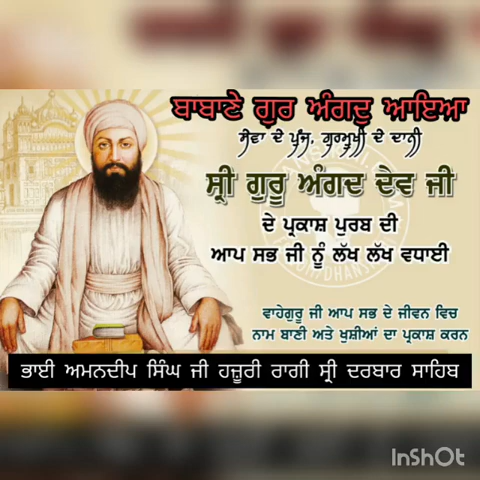 ਬਾਬਾਣੇ ਗੁਰ ਅੰਗਦੁ ਆਇਆ
ਸੇਵਾ ਦੇ ਪੁੰਜ, ਗੁਰਮੁਖੀ ਦੇ ਦਾਨੀ
ਸ੍ਰੀ ਗੁਰੂ ਅੰਗਦ ਦੇਵ ਜੀ
ਦੇ ਪ੍ਰਕਾਸ਼ ਪੁਰਬ ਦੀ
ਆਪ ਸਭ ਜੀ ਨੂੰ ਲੱਖ ਲੱਖ ਵਧਾਈ
ਵਾਹੇਗੁਰੂ ਜੀ ਆਪ ਸਭ ਦੇ ਜੀਵਨ ਵਿਚ
ਨਾਮ ਬਾਣੀ ਅਤੇ ਖੁਸ਼ੀਆਂ ਦਾ ਪ੍ਰਕਾਸ਼ ਕਰਨ
ਭਾਈ ਅਮਨਦੀਪ ਸਿੰਘ ਜੀ ਹਜ਼ੂਰੀ ਰਾਗੀ ਸ੍ਰੀ ਦਰਬਾਰ ਸਾਹਿਬ
InShOt